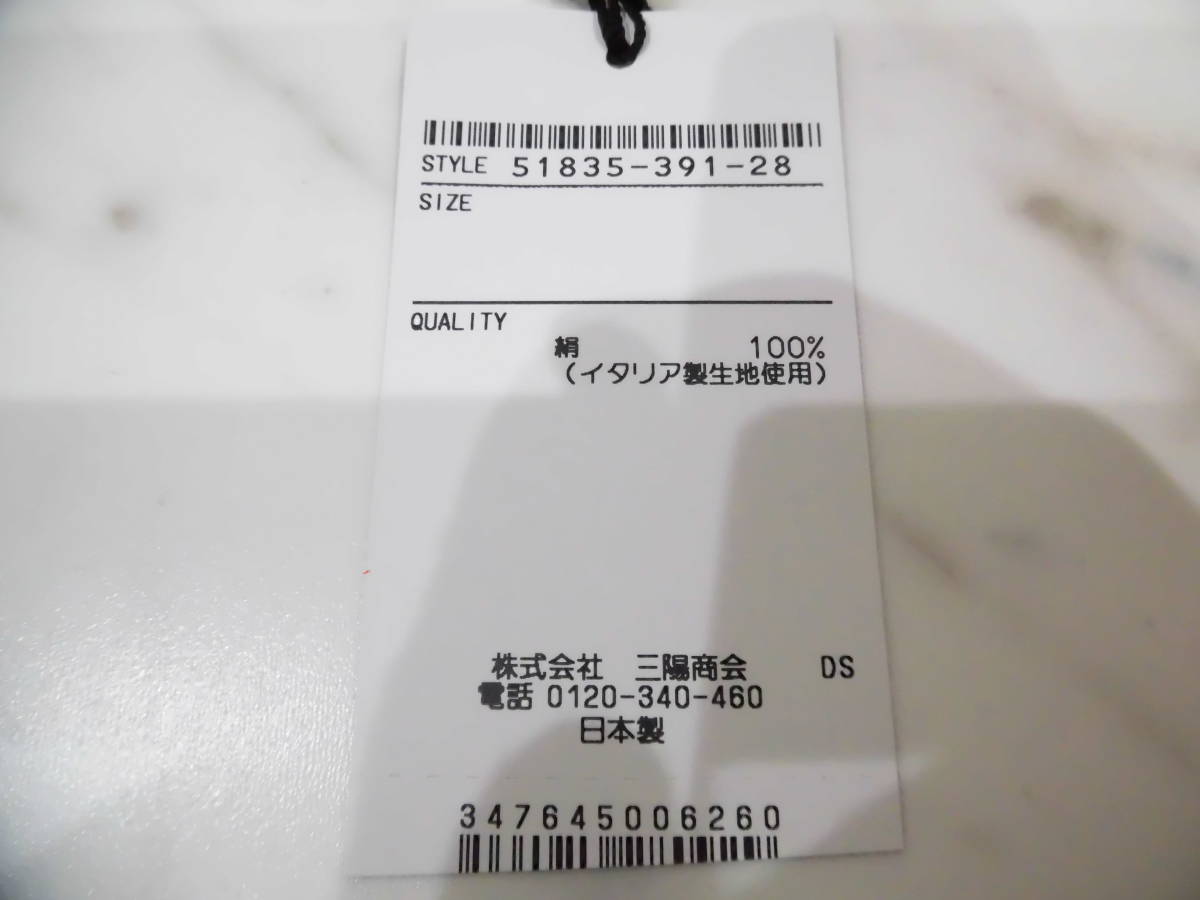 STYLE 51835-391-28
SIZE
QUALITY
絹 100%
(イタリア製生地使用)
株式会社 三陽商会 DS
電話 0120-340-460
日本製
347645006260